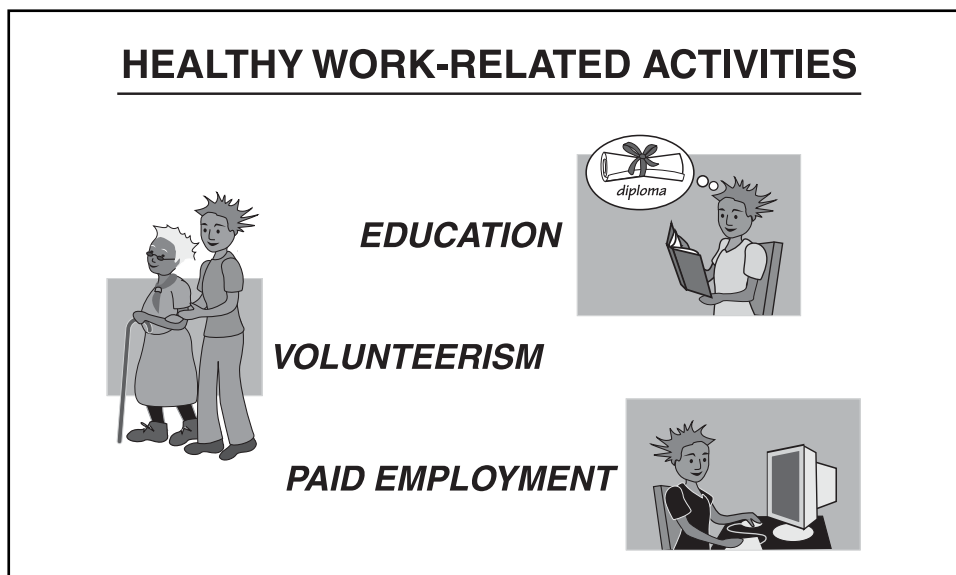 HEALTHY WORK-RELATED ACTIVITIES
diploma
EDUCATION
VOLUNTEERISM
PAID EMPLOYMENT